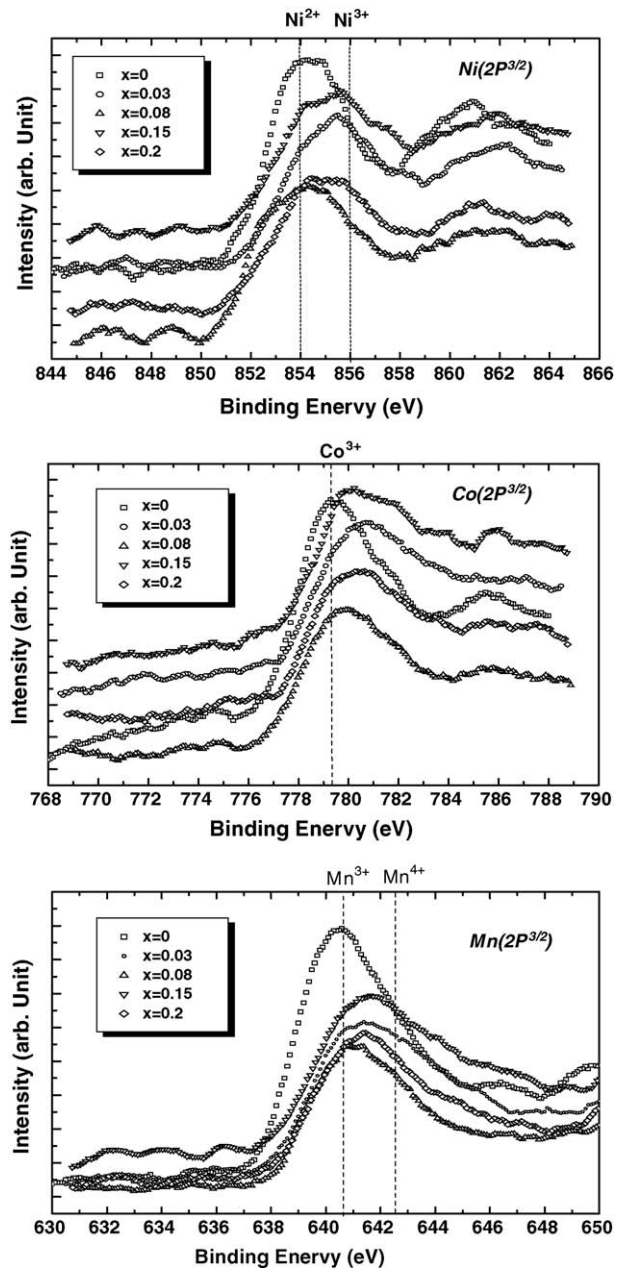 Ni²⁺ Ni³⁺
Ni(2P³/²)
x=0
x=0.03
x=0.08
x=0.15
x=0.2
Intensity (arb. Unit)
844 846 848 850 852 854 856 858 860 862 864 866
Binding Enervy (eV)
Co³⁺
Co(2P³/²)
x=0
x=0.03
x=0.08
x=0.15
x=0.2
Intensity (arb. Unit)
768 770 772 774 776 778 780 782 784 786 788 790
Binding Enervy (eV)
Mn³⁺ Mn⁴⁺
Mn(2P³/²)
x=0
x=0.03
x=0.08
x=0.15
x=0.2
Intensity (arb. Unit)
630 632 634 636 638 640 642 644 646 648 650
Binding Enervy (eV)